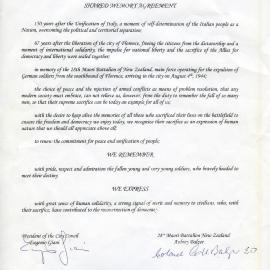 SHARED MEMORY AGREEMENT
150 years after the Unification of Italy, a moment of self-determination of the Italian people as a
Nation, overcoming the political and territorial separation;
67 years after the liberation of the city of Florence, freeing the citizens from the dictatorship and a
moment of international solidarity, the impulse for moral liberty and the sacrifice of the Allies for
democracy and liberty were sealed together;
in memory of the 28th Maori Battalion of New Zealand, main force operating for the expulsion of
German soldiers from the southbound of Florence, arriving in the city on August 4th, 1944;
the choice of peace and the rejection of armed conflicts as means of problem resolution, that any
modern society must embrace, can not relieve us, however, from the duty to remember the fall of so many
men, so that their supreme sacrifice can be today an example for all of us;
with the desire to keep alive the memories of all those who sacrificed their lives on the battlefield to
ensure the freedom and democracy we enjoy today, we recognise their sacrifice as an expression of human
nature that we should all appreciate above all;
to renew the commitment for peace and unification of people;
WE REMEMBER
with pride, respect and admiration the fallen young and very young soldiers, who bravely headed to
meet their destiny
WE EXPRESS
with great sense of human solidarity, a strong signal of merit and memory to civilians, who, with
their sacrifice, have contributed to the reconstruction of democracy.
President of the City Council
Eugenio Giani
28th Maori Battalion New Zealand
Aubrey Balzer